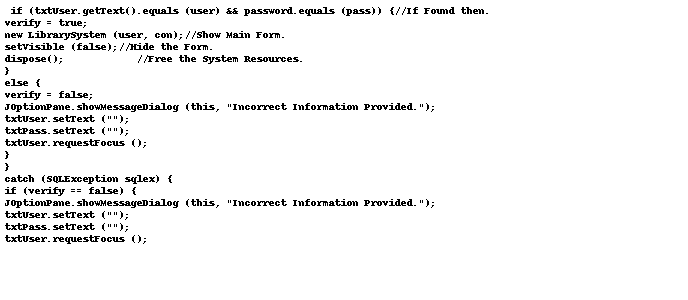 if (txtUser.getText().equals (user) && password.equals (pass)) {//If Found then.
verify = true;
new LibrarySystem (user, con);//Show Main Form.
setVisible (false);//Hide the Form.
dispose();            //Free the System Resources.
}
else {
verify = false;
JOptionPane.showMessageDialog (this, "Incorrect Information Provided.");
txtUser.setText ("");
txtPass.setText ("");
txtUser.requestFocus ();
}
}
catch (SQLException sqlex) {
if (verify == false) {
JOptionPane.showMessageDialog (this, "Incorrect Information Provided.");
txtUser.setText ("");
txtPass.setText ("");
txtUser.requestFocus ();